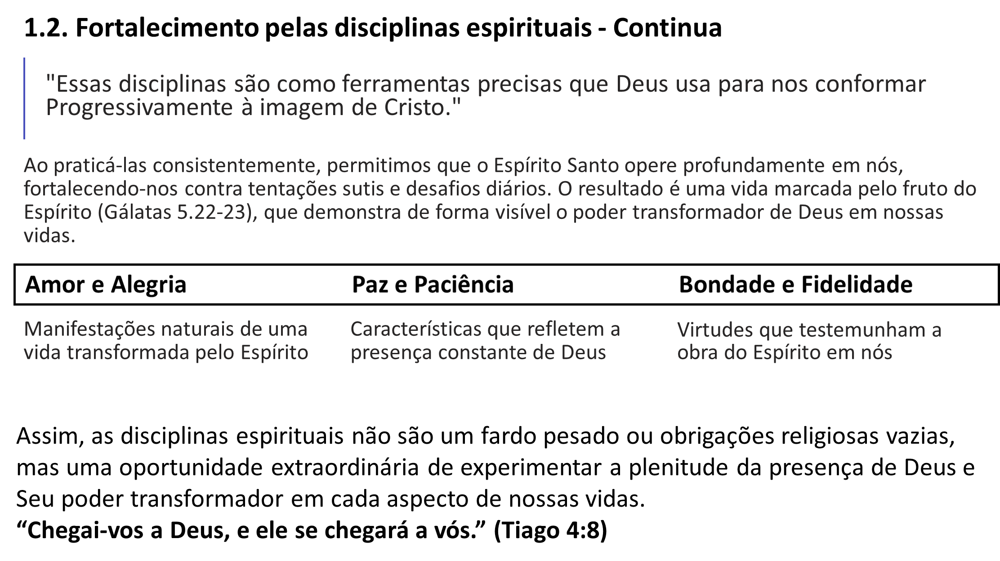 1.2. Fortalecimento pelas disciplinas espirituais - Continua
"Essas disciplinas são como ferramentas precisas que Deus usa para nos conformar
Progressivamente à imagem de Cristo."
Ao praticá-las consistentemente, permitimos que o Espírito Santo opere profundamente em nós,
fortalecendo-nos contra tentações sutis e desafios diários. O resultado é uma vida marcada pelo fruto do
Espírito (Gálatas 5.22-23), que demonstra de forma visível o poder transformador de Deus em nossas
vidas.
Amor e Alegria
Manifestações naturais de uma
vida transformada pelo Espírito
Paz e Paciência
Características que refletem a
presença constante de Deus
Bondade e Fidelidade
Virtudes que testemunham a
obra do Espírito em nós
Assim, as disciplinas espirituais não são um fardo pesado ou obrigações religiosas vazias,
mas uma oportunidade extraordinária de experimentar a plenitude da presença de Deus e
Seu poder transformador em cada aspecto de nossas vidas.
“Chegai-vos a Deus, e ele se chegará a vós.” (Tiago 4:8)